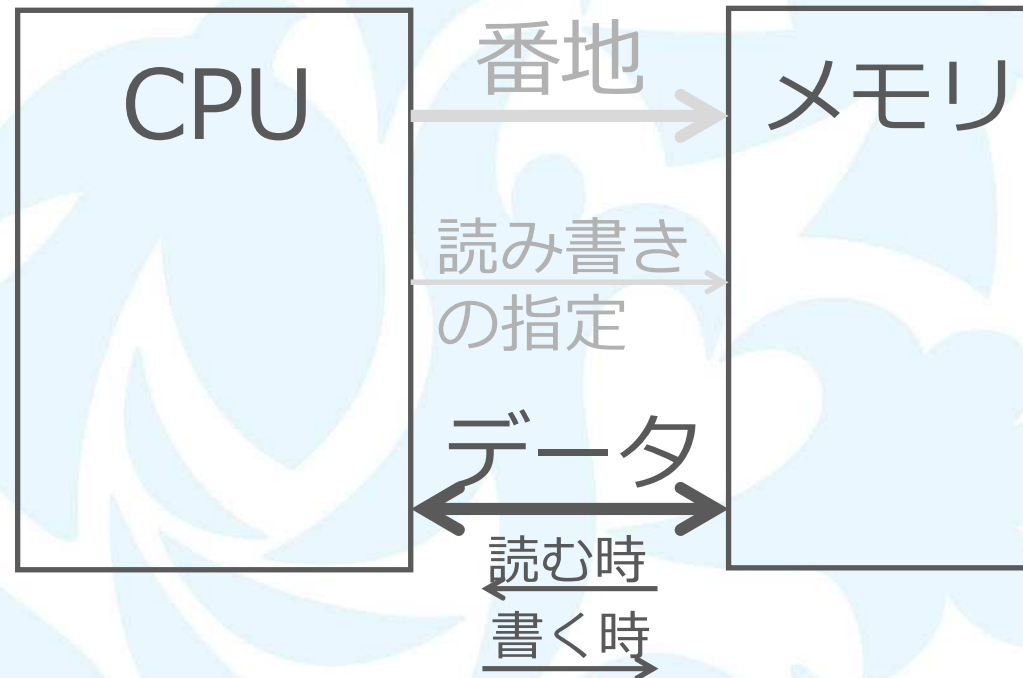 CPU
番地
メモリ
読み書き
の指定
データ
読む時
書く時